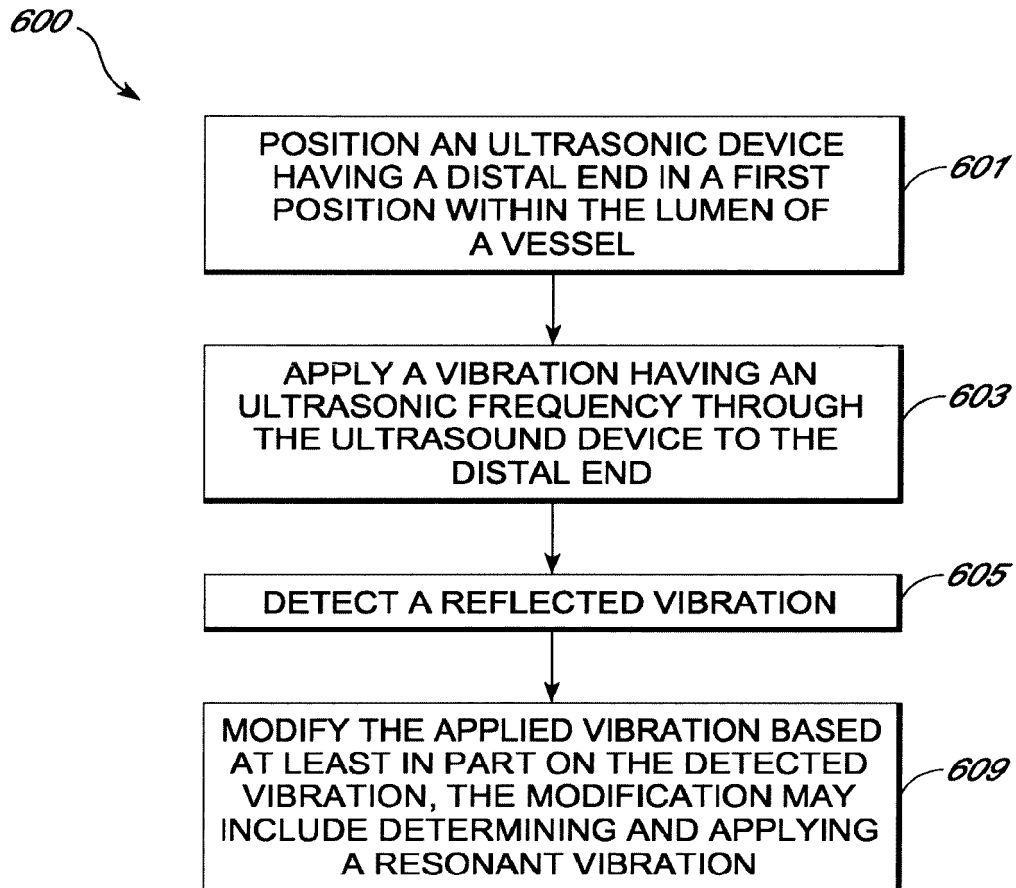 600
POSITION AN ULTRASONIC DEVICE
HAVING A DISTAL END IN A FIRST
POSITION WITHIN THE LUMEN OF
A VESSEL
601
APPLY A VIBRATION HAVING AN
ULTRASONIC FREQUENCY THROUGH
THE ULTRASOUND DEVICE TO THE
DISTAL END
603
DETECT A REFLECTED VIBRATION
605
MODIFY THE APPLIED VIBRATION BASED
AT LEAST IN PART ON THE DETECTED
VIBRATION, THE MODIFICATION MAY
INCLUDE DETERMINING AND APPLYING
A RESONANT VIBRATION
609